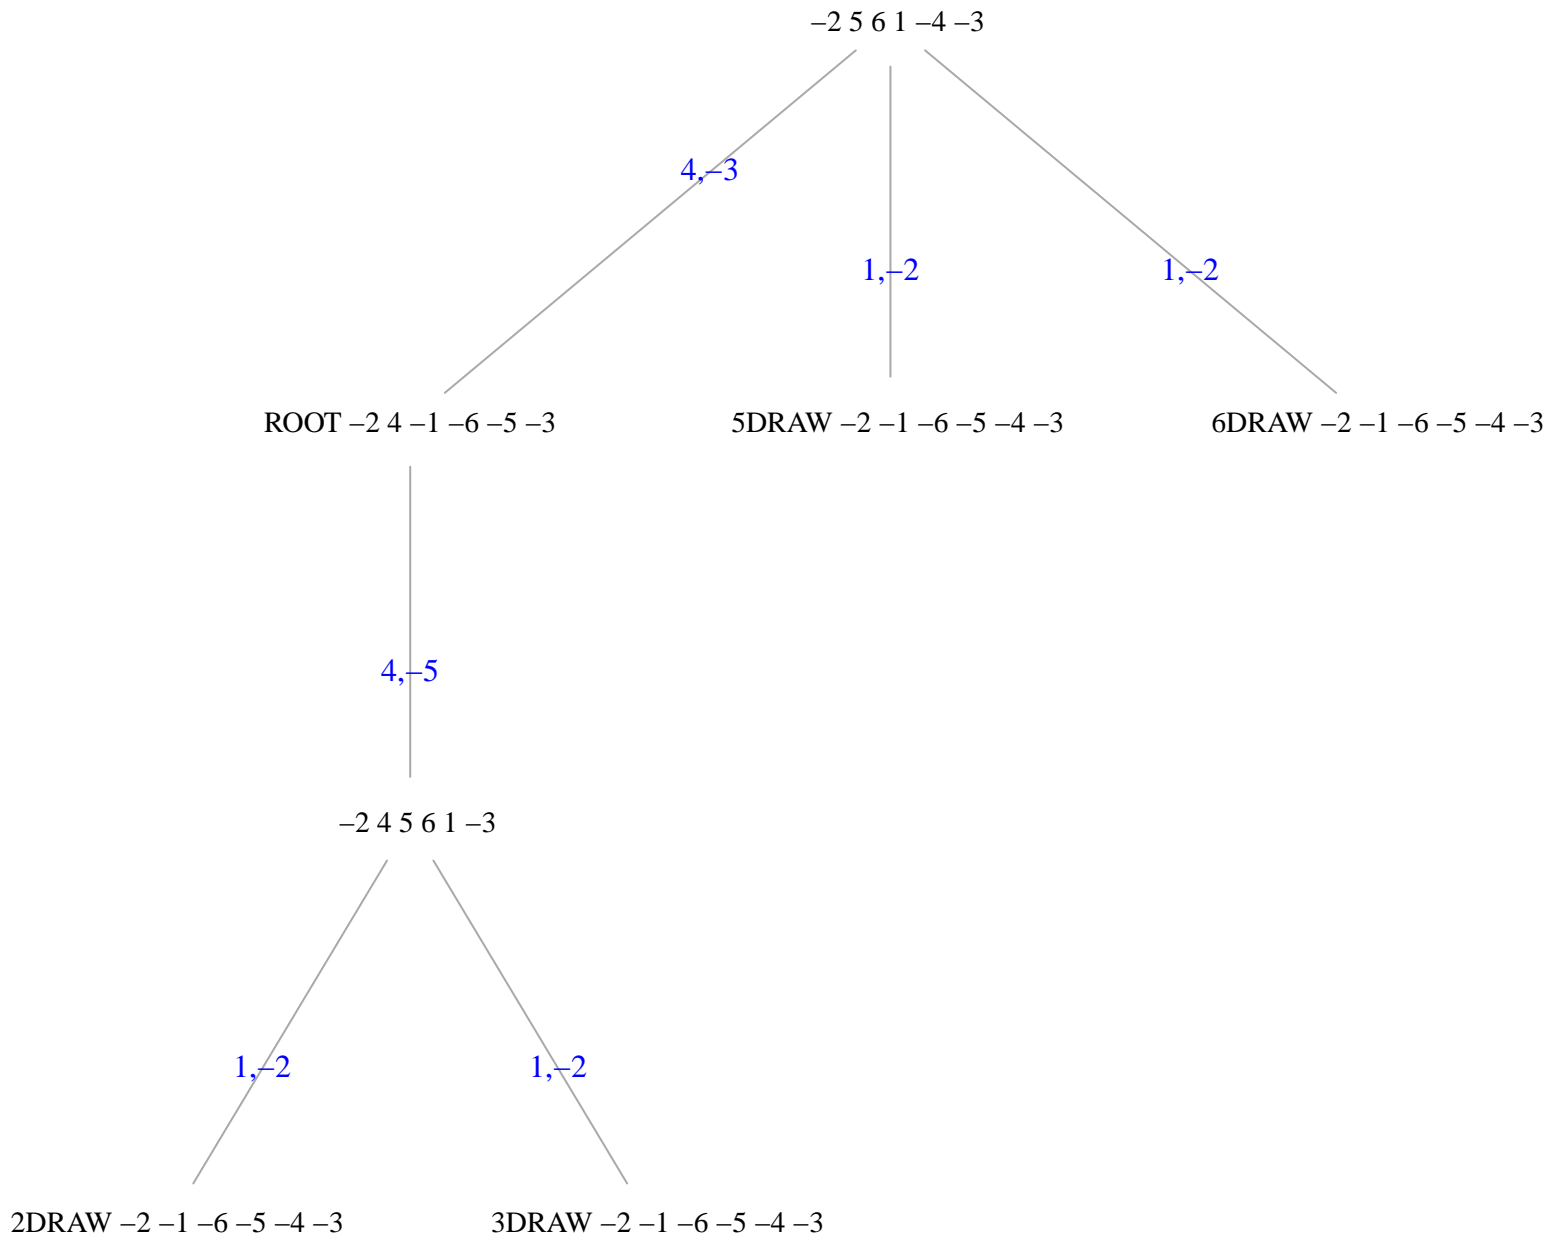 –2 5 6 1 –4 –3
4,–3
1,–2
1,–2
ROOT –2 4 –1 –6 –5 –3
5DRAW –2 –1 –6 –5 –4 –3
6DRAW –2 –1 –6 –5 –4 –3
4,–5
–2 4 5 6 1 –3
1,–2
1,–2
2DRAW –2 –1 –6 –5 –4 –3
3DRAW –2 –1 –6 –5 –4 –3